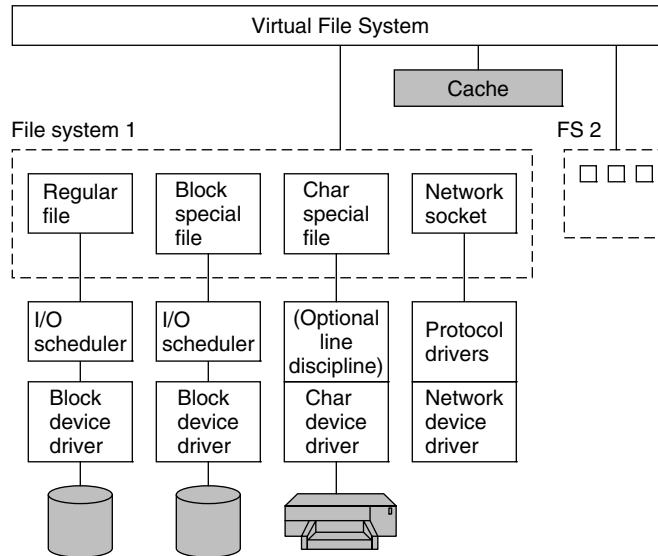 Virtual File System
Cache
File system 1
FS 2
Regular
file
Block
special
file
Char
special
file
Network
socket
I/O
scheduler
I/O
scheduler
(Optional
line
discipline)
Protocol
drivers
Block
device
driver
Block
device
driver
Char
device
driver
Network
device
driver